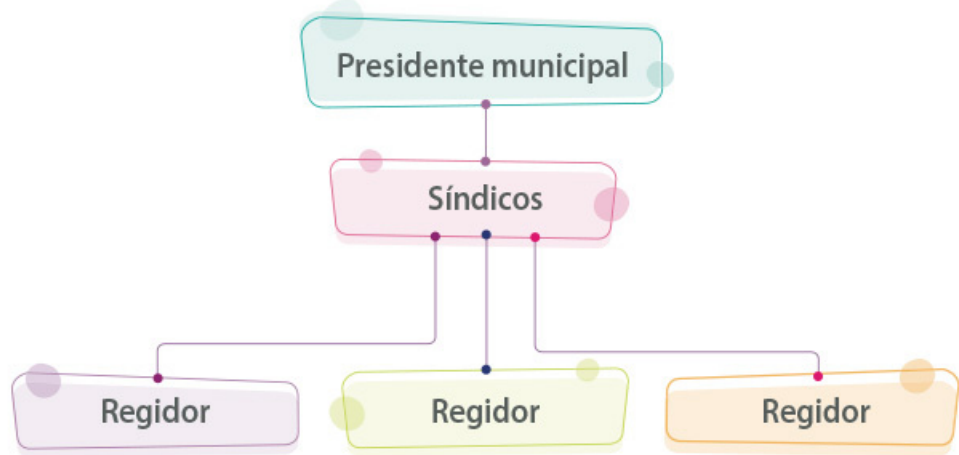 Presidente municipal
Síndicos
Regidor
Regidor
Regidor